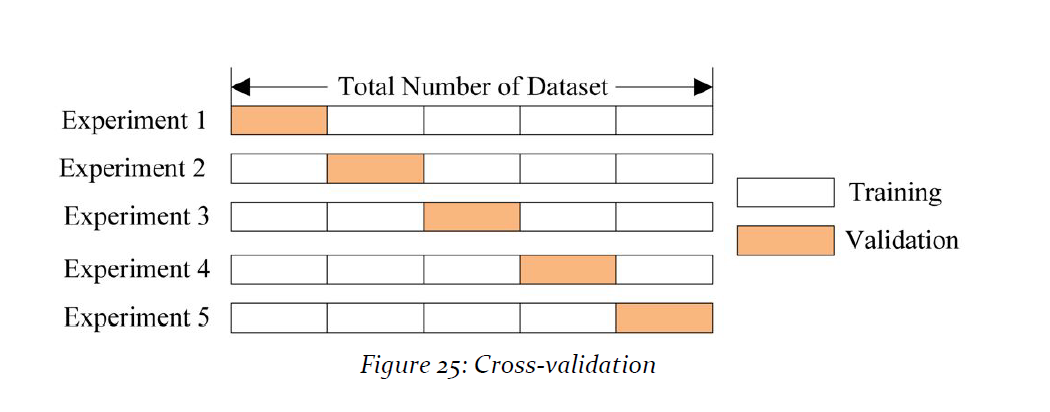 Total Number of Dataset
Experiment 1
Experiment 2
Experiment 3
Experiment 4
Experiment 5
Training
Validation
Figure 25: Cross-validation